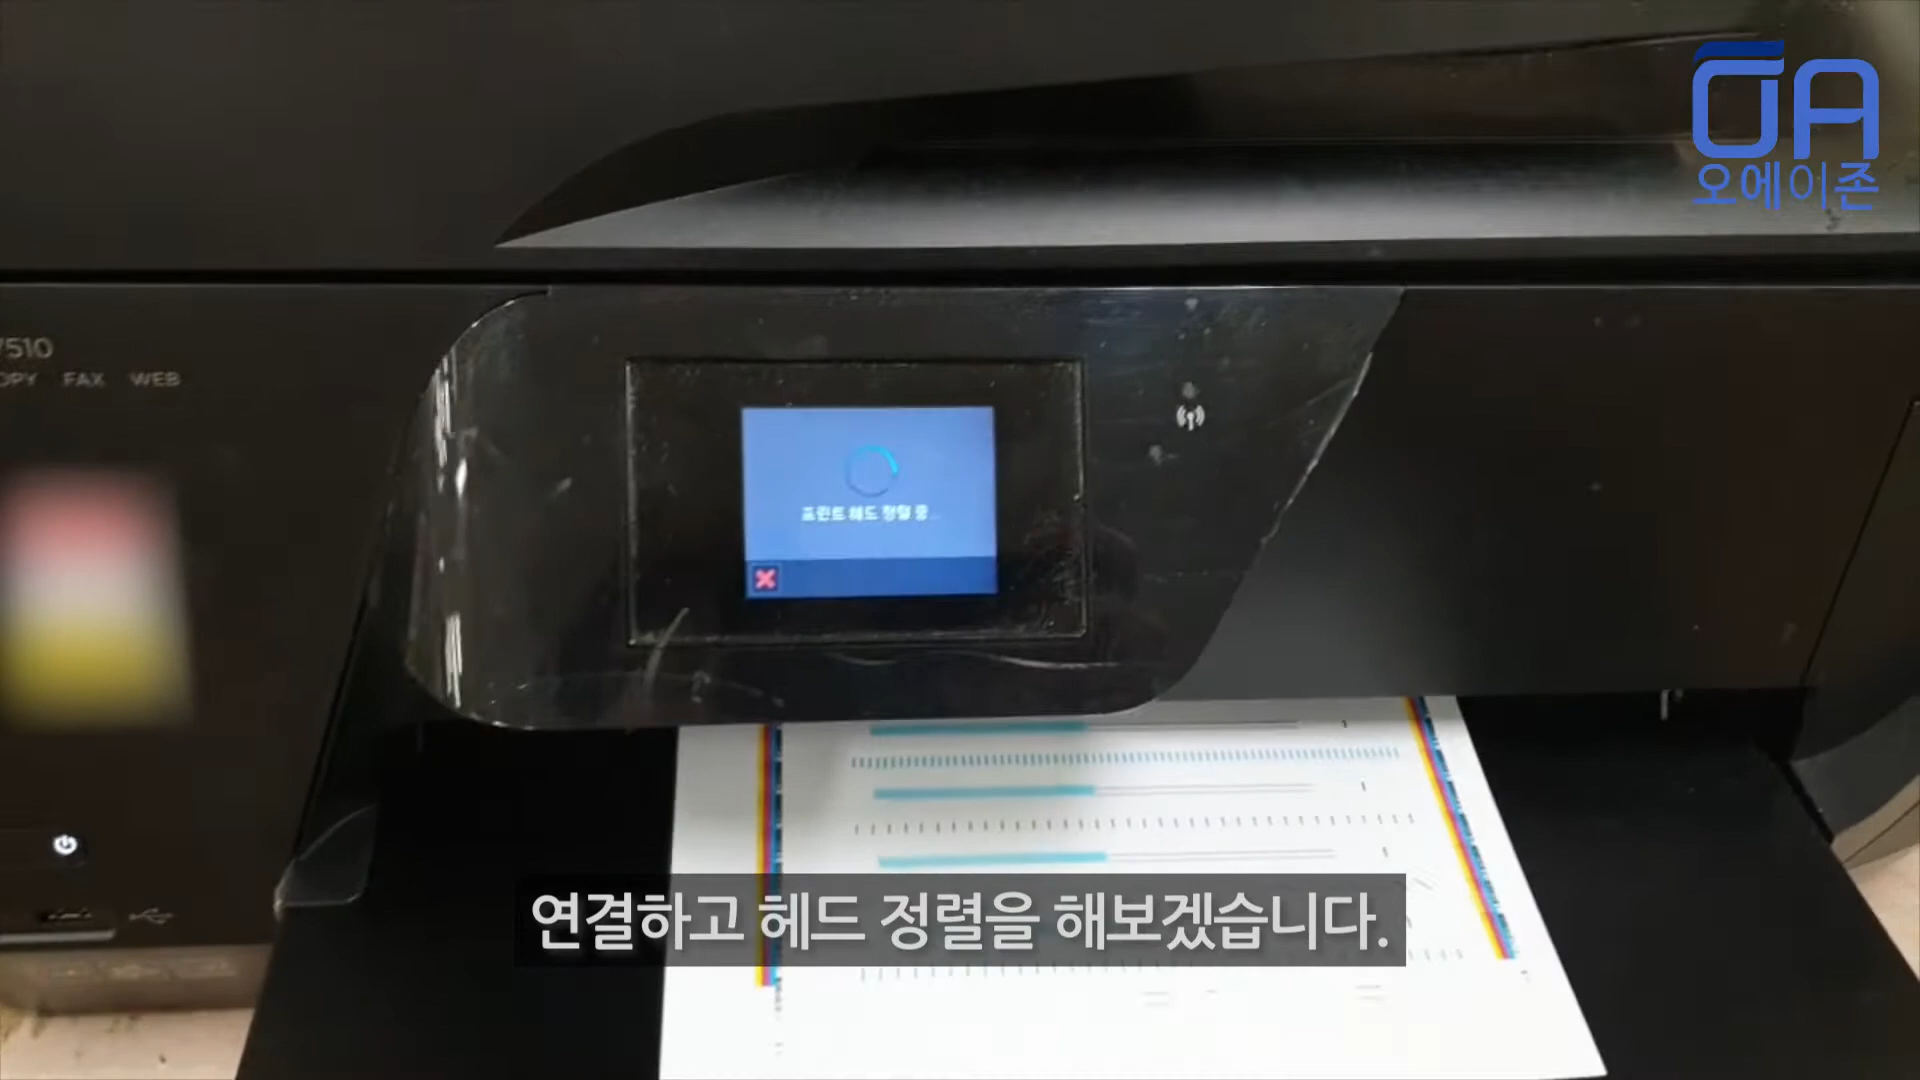 OA
오에이존
7510
COPY FAX WEB
프린트 헤드 정렬 중...
연결하고 헤드 정렬을 해보겠습니다.